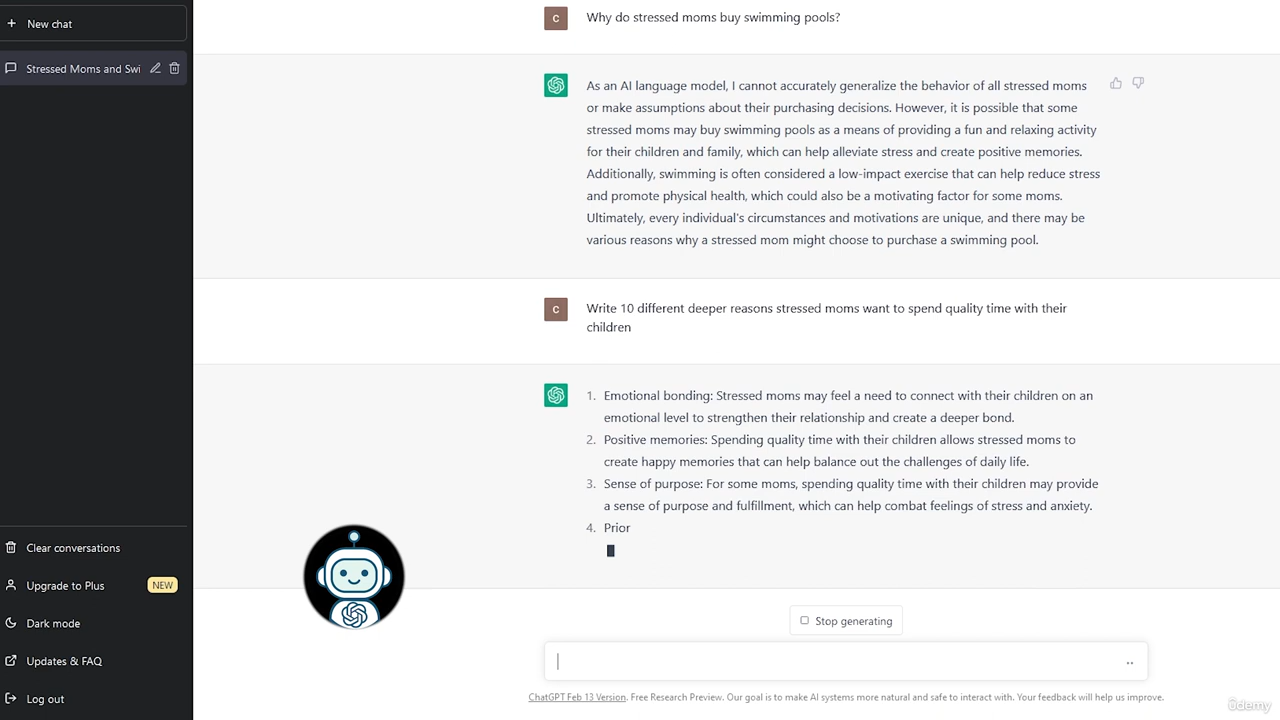 New chat
Stressed Moms and Swi
C
Why do stressed moms buy swimming pools?
As an AI language model, I cannot accurately generalize the behavior of all stressed moms
or make assumptions about their purchasing decisions. However, it is possible that some
stressed moms may buy swimming pools as a means of providing a fun and relaxing activity
for their children and family, which can help alleviate stress and create positive memories.
Additionally, swimming is often considered a low-impact exercise that can help reduce stress
and promote physical health, which could also be a motivating factor for some moms.
Ultimately, every individual's circumstances and motivations are unique, and there may be
various reasons why a stressed mom might choose to purchase a swimming pool.
C
Write 10 different deeper reasons stressed moms want to spend quality time with their
children
1. Emotional bonding: Stressed moms may feel a need to connect with their children on an
emotional level to strengthen their relationship and create a deeper bond.
2. Positive memories: Spending quality time with their children allows stressed moms to
create happy memories that can help balance out the challenges of daily life.
3. Sense of purpose: For some moms, spending quality time with their children may provide
a sense of purpose and fulfillment, which can help combat feelings of stress and anxiety.
4. Prior
Clear conversations
Upgrade to Plus NEW
Dark mode
Updates & FAQ
Log out
Stop generating
ChatGPT Feb 13 Version. Free Research Preview. Our goal is to make AI systems more natural and safe to interact with. Your feedback will help us improve.
ûdemy